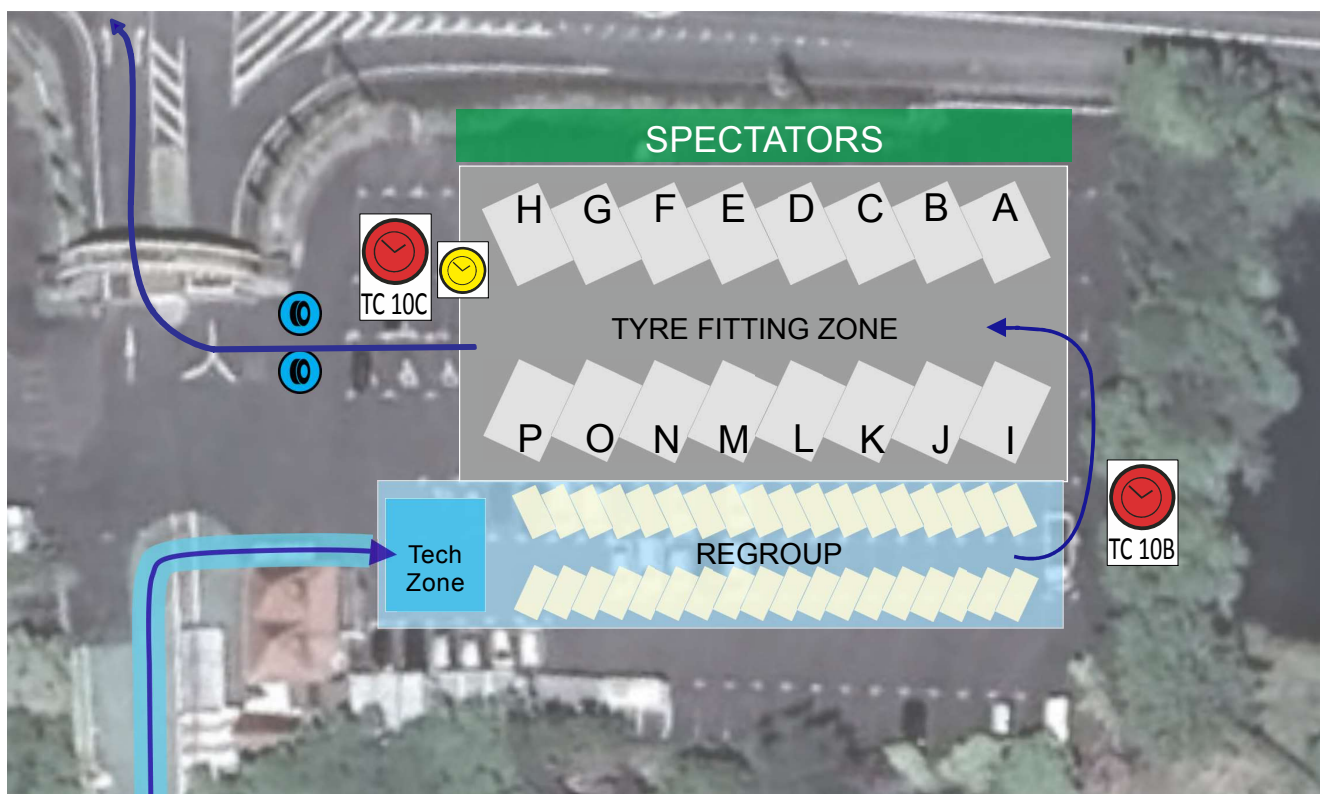 SPECTATORS
H G F E D C B A
TC 10C
TYRE FITTING ZONE
P O N M L K J I
Tech
Zone
REGROUP
TC 10B